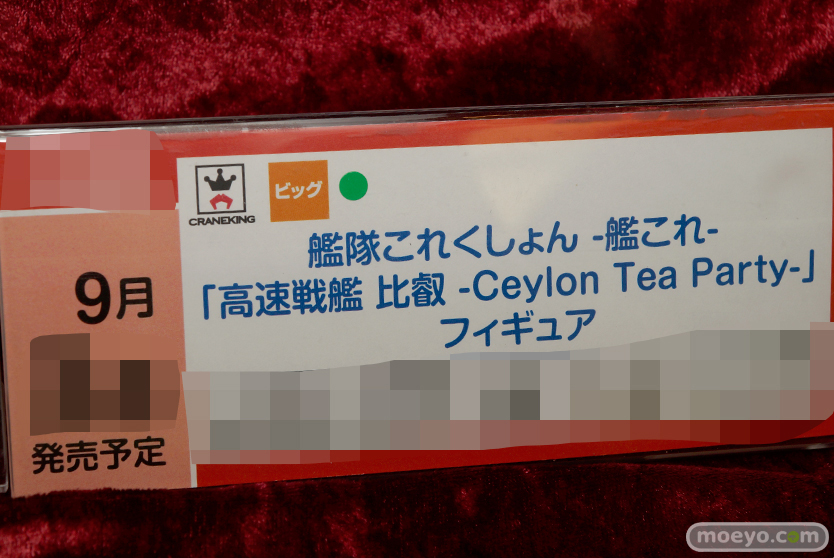 CRANEKING
ビッグ
艦隊これくしょん -艦これ-
「高速戦艦 比叡 -Ceylon Tea Party-」
フィギュア
9月
発売予定
moeyo.com